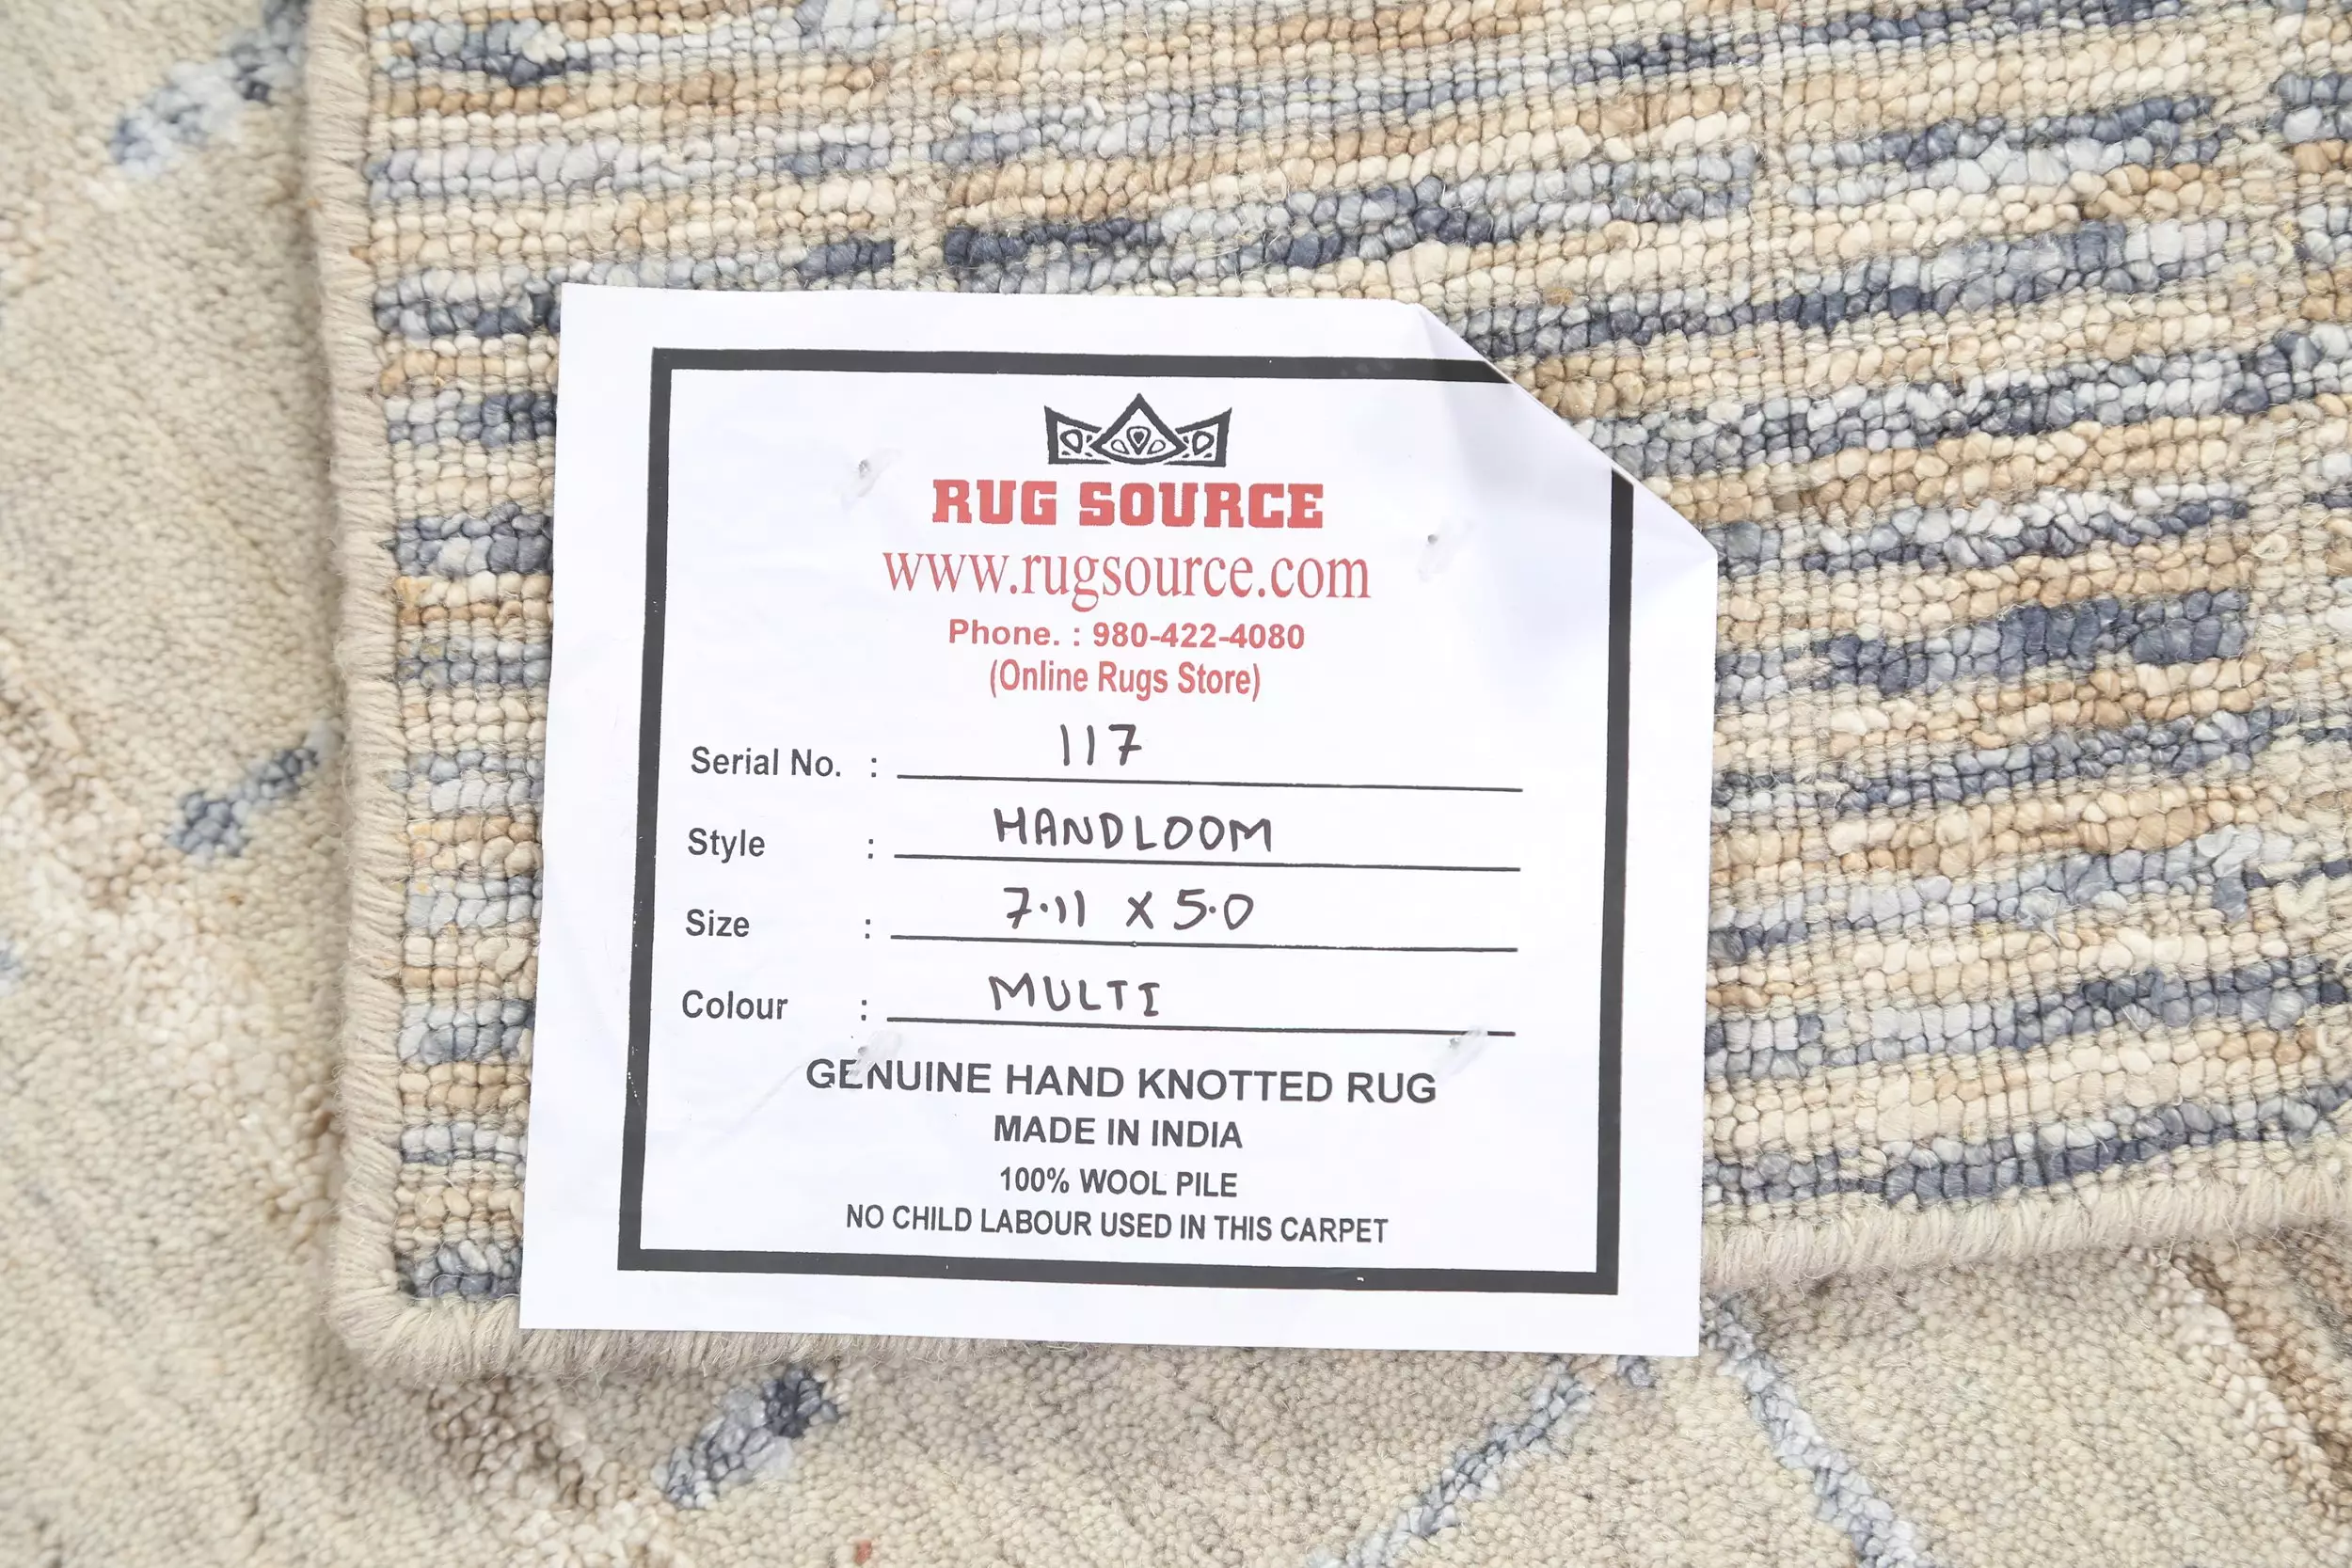 RUG SOURCE
www.rugsource.com
Phone. : 980-422-4080
(Online Rugs Store)
Serial No. : 117
Style : HANDLOOM
Size : 7.11 X 5.0
Colour : MULTI
GENUINE HAND KNOTTED RUG
MADE IN INDIA
100% WOOL PILE
NO CHILD LABOUR USED IN THIS CARPET